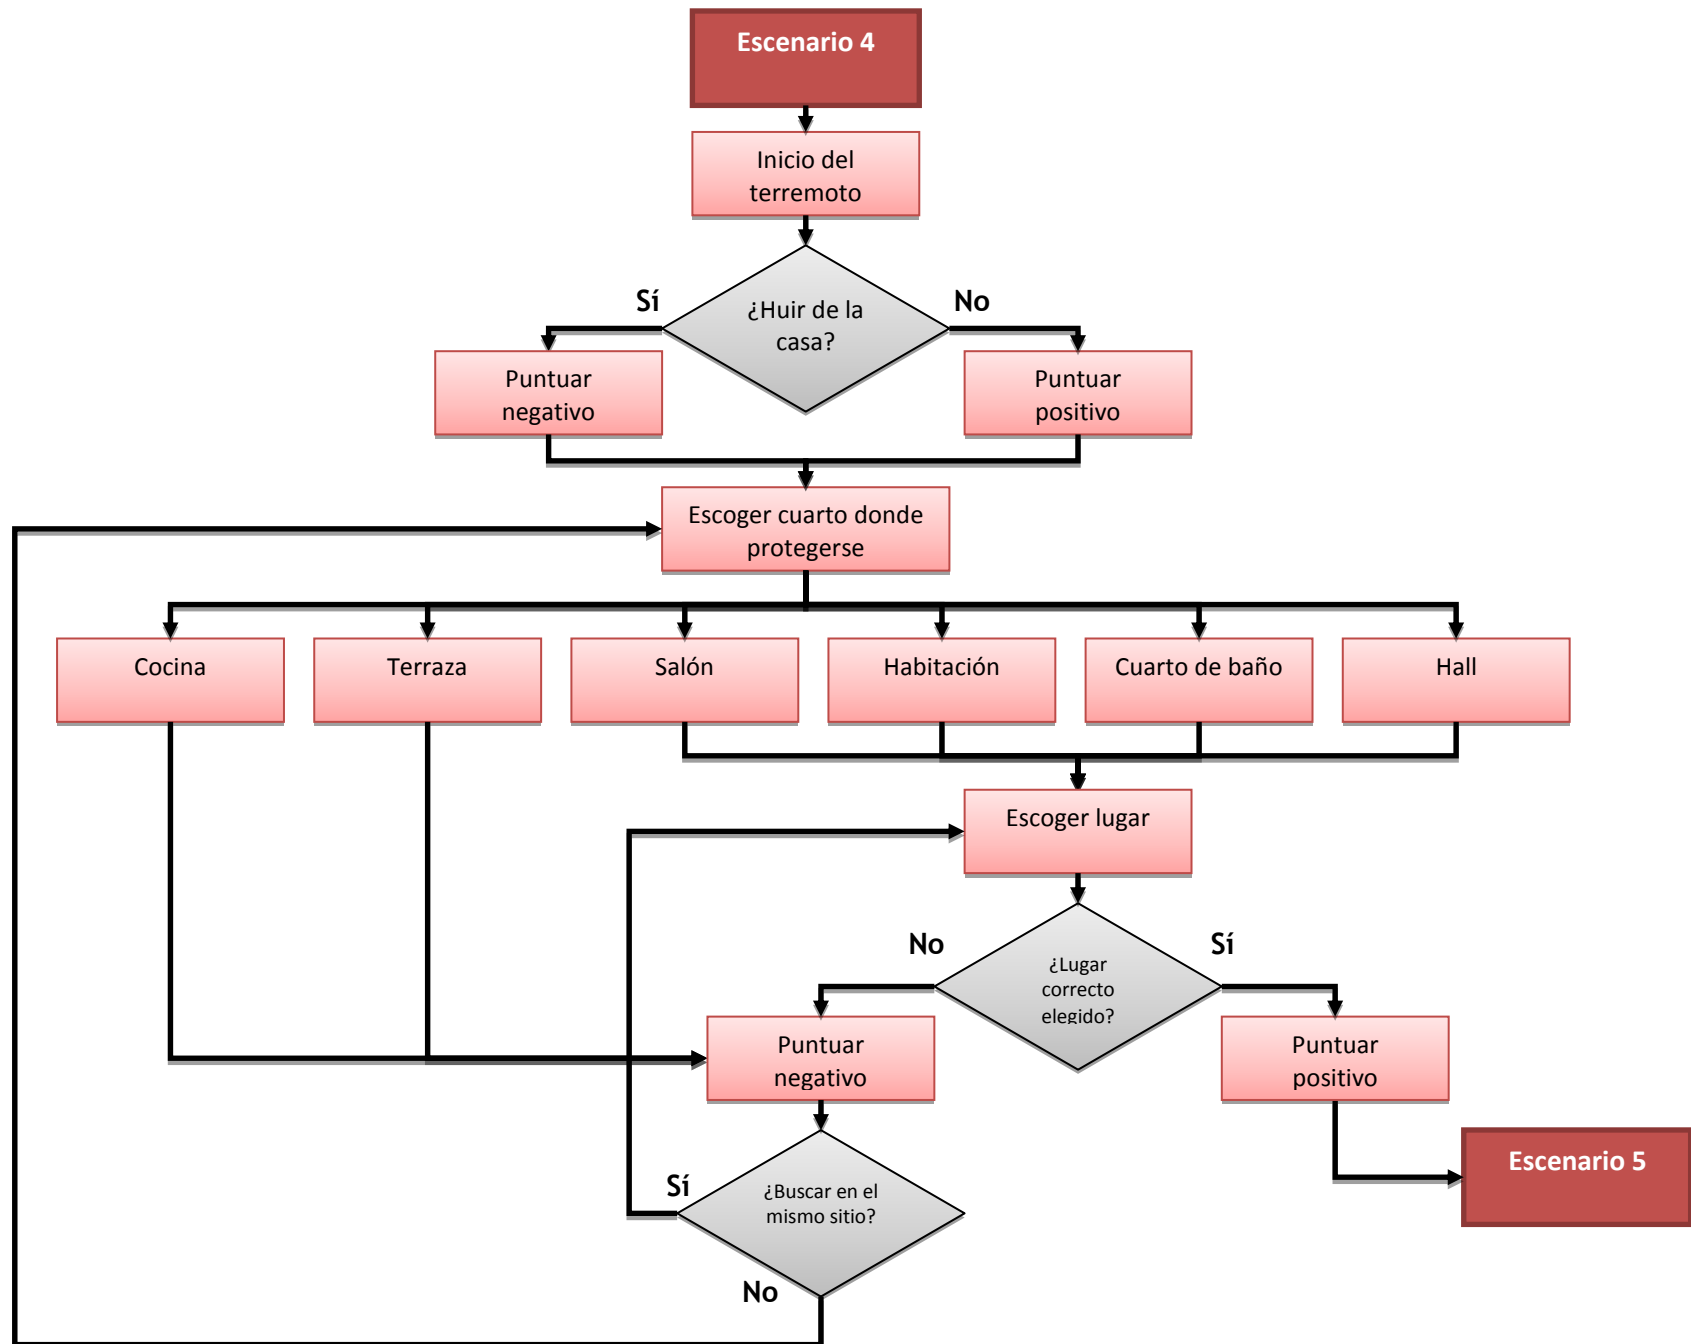 Escenario 4
Inicio del
terremoto
Sí
No
¿Huir de la
casa?
Puntuar
negativo
Puntuar
positivo
Escoger cuarto donde
protegerse
Cocina
Terraza
Salón
Habitación
Cuarto de baño
Hall
Escoger lugar
No
Sí
¿Lugar
correcto
elegido?
Puntuar
negativo
Puntuar
positivo
Escenario 5
Sí
¿Buscar en el
mismo sitio?
No